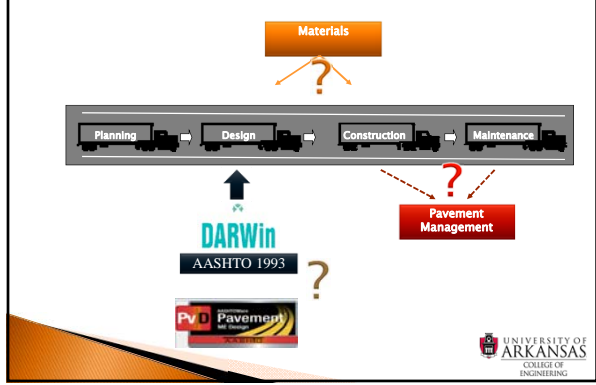 Materials
?
Planning
Design
Construction
Maintenance
?
Pavement
Management
DARWin
AASHTO 1993
?
PvD
AASHTOWare
Pavement
ME Design
UNIVERSITY OF
ARKANSAS
COLLEGE OF
ENGINEERING